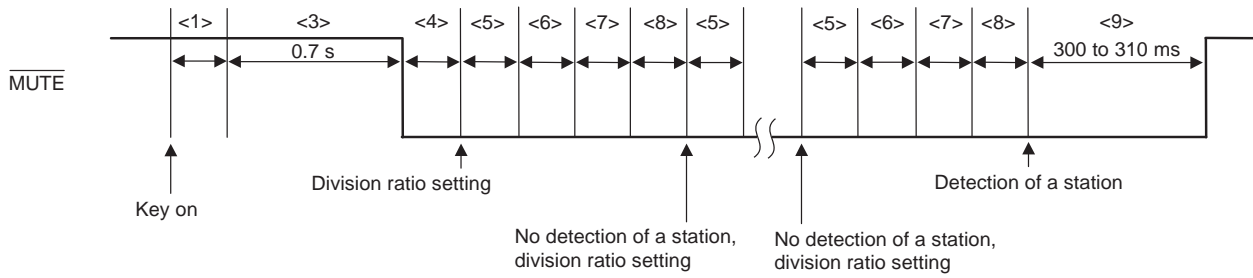 <1> <3> <4> <5> <6> <7> <8> <5> <5> <6> <7> <8> <9>
0.7 s 300 to 310 ms
MUTE
Division ratio setting Detection of a station
Key on
No detection of a station, No detection of a station,
division ratio setting division ratio setting